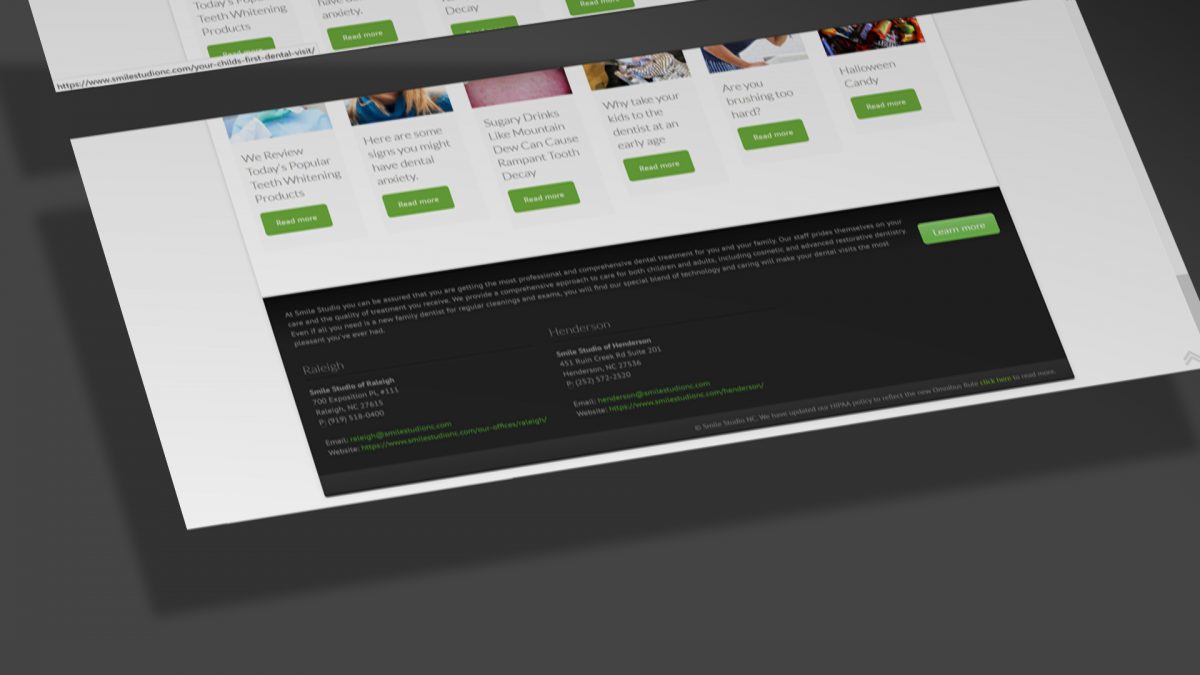 Today's Popular
Teeth Whitening
Products
Read more
have dental
anxiety.
Read more
Decay
Read more
Read more
https://www.smilestudionc.com/your-childs-first-dental-visit/
We Review
Today's Popular
Teeth Whitening
Products
Read more
Here are some
signs you might
have dental
anxiety.
Read more
Sugary Drinks
Like Mountain
Dew Can Cause
Rampant Tooth
Decay
Read more
Why take your
kids to the
dentist at an
early age
Read more
Are you
brushing too
hard?
Read more
Halloween
Candy
Read more
At Smile Studio you can be assured that you are getting the most professional and comprehensive dental treatment for you and your family. Our staff prides themselves on your
care and the quality of treatment you receive. We provide a comprehensive approach to care for both children and adults, including cosmetic and advanced restorative dentistry.
Even if all you need is a new family dentist for regular cleanings and exams, you will find our special blend of technology and caring will make your dental visits the most
pleasant you've ever had.
Learn more
Raleigh
Smile Studio of Raleigh
700 Exposition PL #111
Raleigh, NC 27615
P: (919) 518-0400
Email: raleigh@smilestudionc.com
Website: https://www.smilestudionc.com/our-offices/raleigh/
Henderson
Smile Studio of Henderson
451 Ruin Creek Rd Suite 201
Henderson, NC 27536
P: (252) 572-2520
Email: henderson@smilestudionc.com
Website: https://www.smilestudionc.com/henderson/
© Smile Studio NC. We have updated our HIPAA policy to reflect the new Omnibus Rule click here to read more.